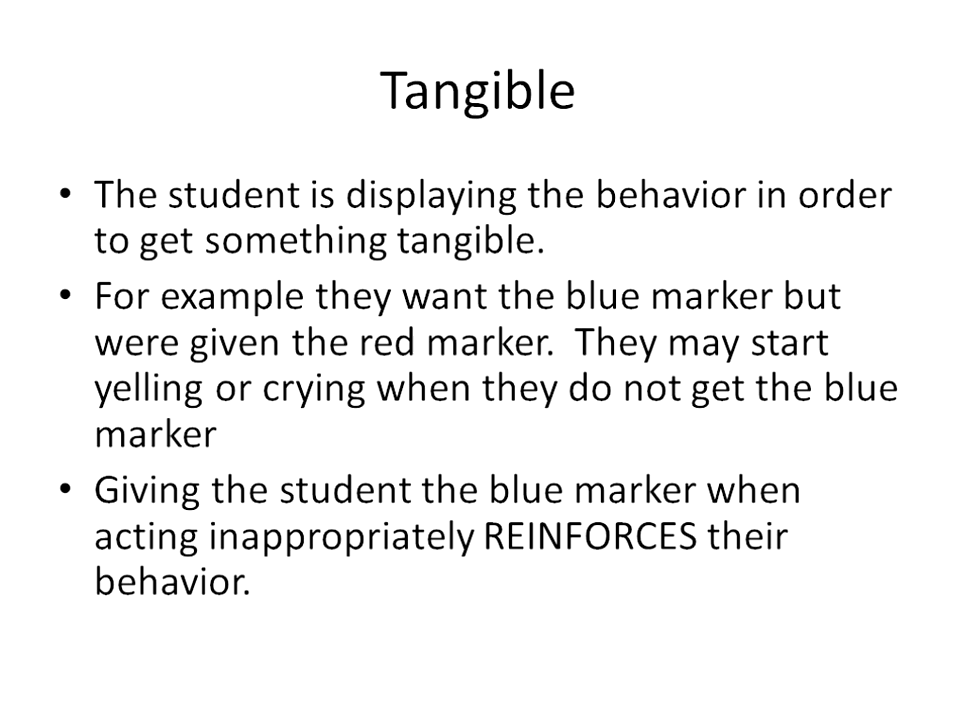 Tangible
• The student is displaying the behavior in order
to get something tangible.
• For example they want the blue marker but
were given the red marker.  They may start
yelling or crying when they do not get the blue
marker
• Giving the student the blue marker when
acting inappropriately REINFORCES their
behavior.